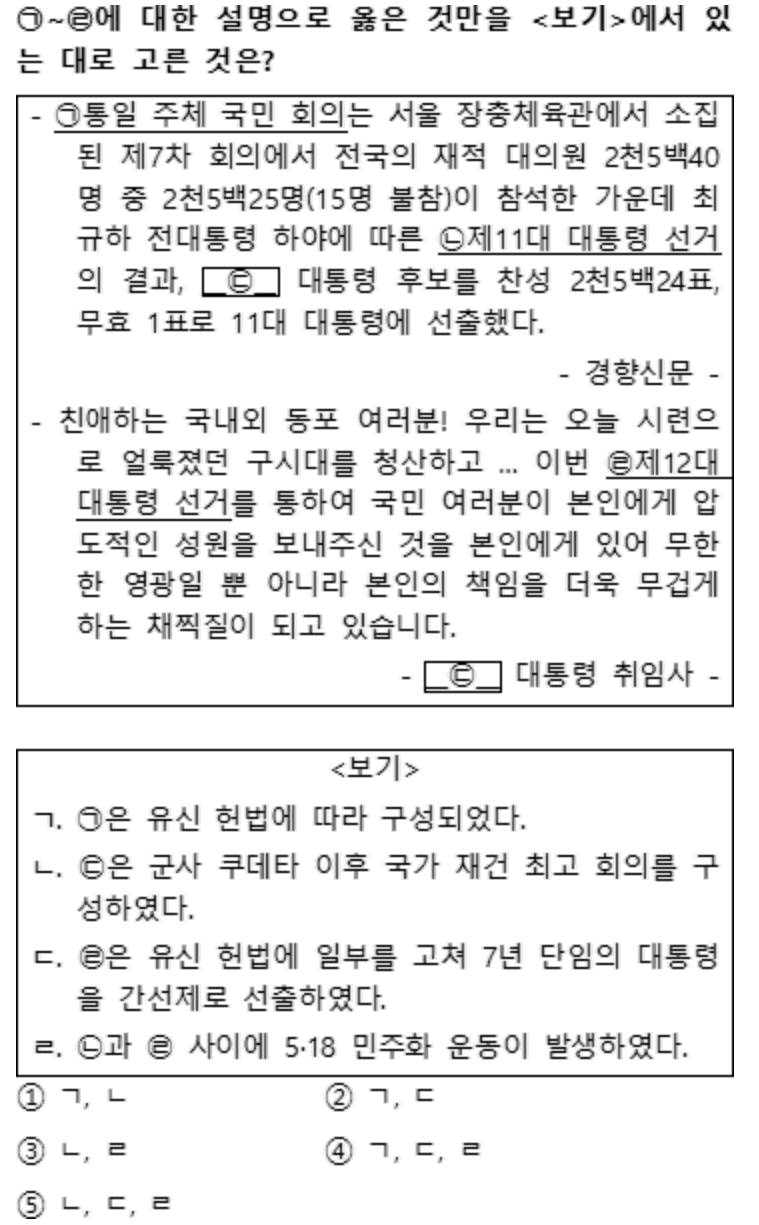 ㉠~㉣에 대한 설명으로 옳은 것만을 <보기>에서 있
는 대로 고른 것은?
- ㉠통일 주체 국민 회의는 서울 장충체육관에서 소집
된 제7차 회의에서 전국의 재적 대의원 2천5백40
명 중 2천5백25명(15명 불참)이 참석한 가운데 최
규하 전대통령 하야에 따른 ㉡제11대 대통령 선거
의 결과, ㉢ 대통령 후보를 찬성 2천5백24표,
무효 1표로 11대 대통령에 선출했다.
- 경향신문 -
- 친애하는 국내외 동포 여러분! 우리는 오늘 시련으
로 얼룩졌던 구시대를 청산하고 ... 이번 ㉣제12대
대통령 선거를 통하여 국민 여러분이 본인에게 압
도적인 성원을 보내주신 것을 본인에게 있어 무한
한 영광일 뿐 아니라 본인의 책임을 더욱 무겁게
하는 채찍질이 되고 있습니다.
- ㉢ 대통령 취임사 -
<보기>
ㄱ. ㉠은 유신 헌법에 따라 구성되었다.
ㄴ. ㉢은 군사 쿠데타 이후 국가 재건 최고 회의를 구
성하였다.
ㄷ. ㉣은 유신 헌법에 일부를 고쳐 7년 단임의 대통령
을 간선제로 선출하였다.
ㄹ. ㉡과 ㉣ 사이에 5·18 민주화 운동이 발생하였다.
① ㄱ, ㄴ ② ㄱ, ㄷ
③ ㄴ, ㄹ ④ ㄱ, ㄷ, ㄹ
⑤ ㄴ, ㄷ, ㄹ